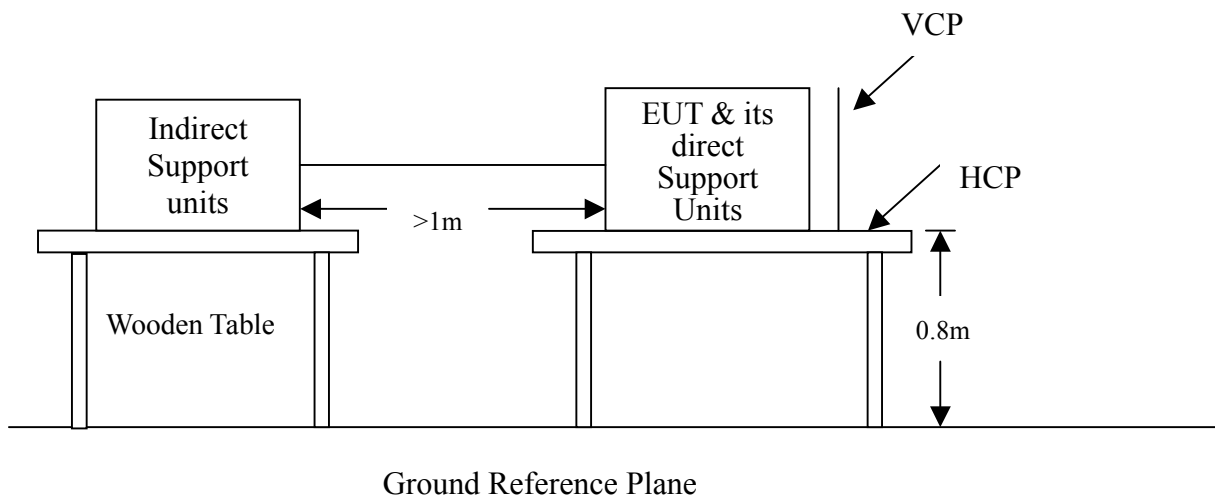 VCP
Indirect
Support
units
EUT & its
direct
Support
Units
HCP
>1m
Wooden Table
0.8m
Ground Reference Plane